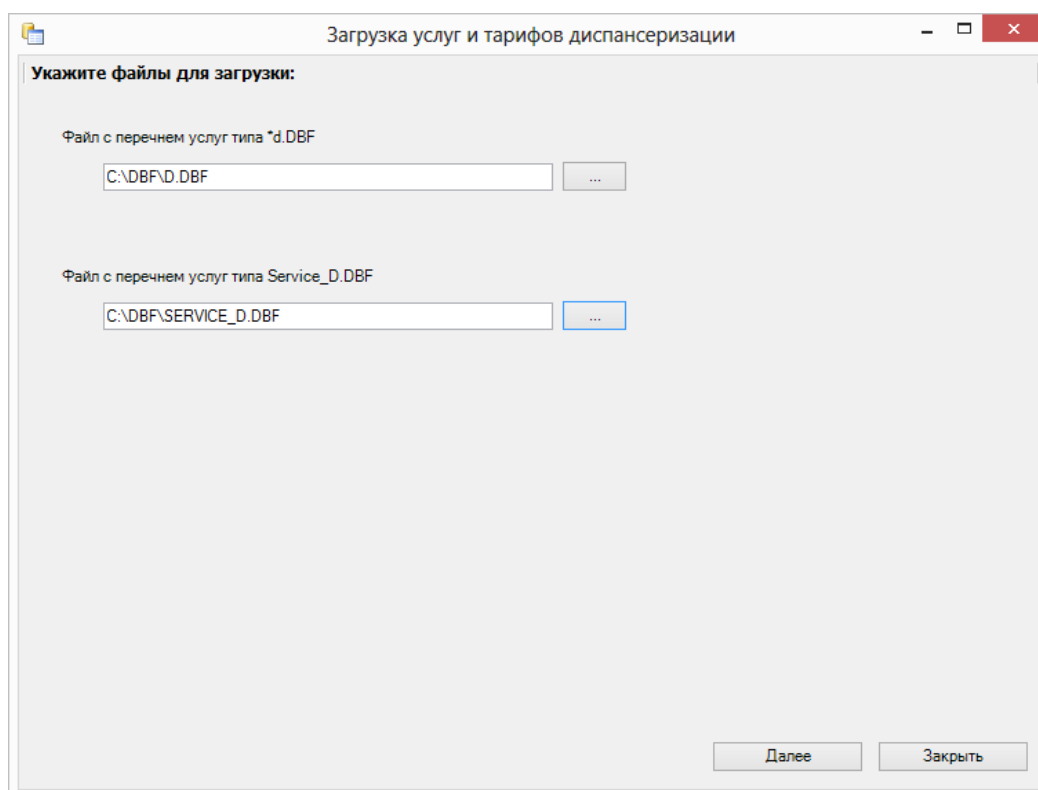 Загрузка услуг и тарифов диспансеризации
Укажите файлы для загрузки:
Файл с перечнем услуг типа *d.DBF
C:\DBF\D.DBF
...
Файл с перечнем услуг типа Service_D.DBF
C:\DBF\SERVICE_D.DBF
...
Далее
Закрыть